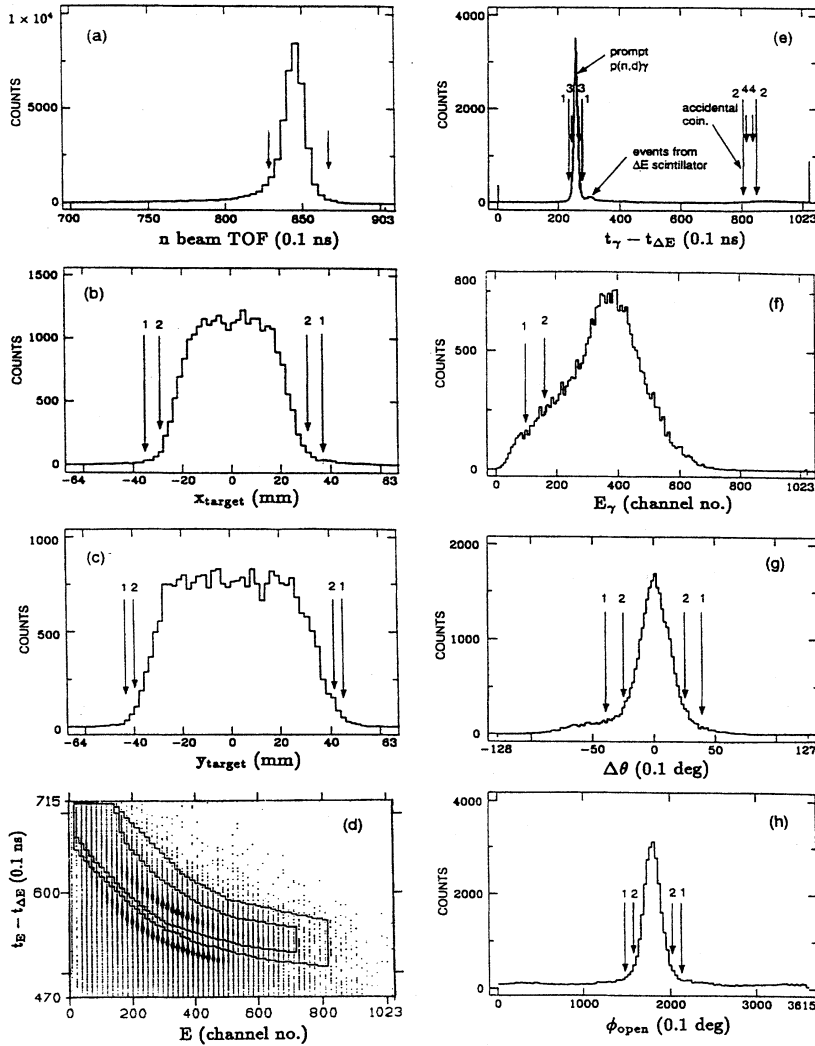 (a)
1 × 10⁴
5000
0
COUNTS
700 750 800 850 903
n beam TOF (0.1 ns)
(b)
1500
1000
500
0
COUNTS
1 2 2 1
−64 −40 −20 0 20 40 63
x_target (mm)
(c)
1000
750
500
250
0
COUNTS
1 2 2 1
−64 −40 −20 0 20 40 63
y_target (mm)
(d)
715
600
470
t_E − t_ΔE (0.1 ns)
0 200 400 600 800 1023
E (channel no.)
(e)
4000
2000
0
COUNTS
prompt
p(n,d)γ
1 3 3 1
accidental
coin.
2 4 4 2
events from
ΔE scintillator
0 200 400 600 800 1023
t_γ − t_ΔE (0.1 ns)
(f)
800
500
250
0
COUNTS
1 2
0 200 400 600 800 1023
E_γ (channel no.)
(g)
2000
1000
0
COUNTS
1 2 2 1
−128 −50 0 50 127
Δθ (0.1 deg)
(h)
4000
2000
0
COUNTS
1 2 2 1
0 1000 2000 3000 3615
ϕ_open (0.1 deg)